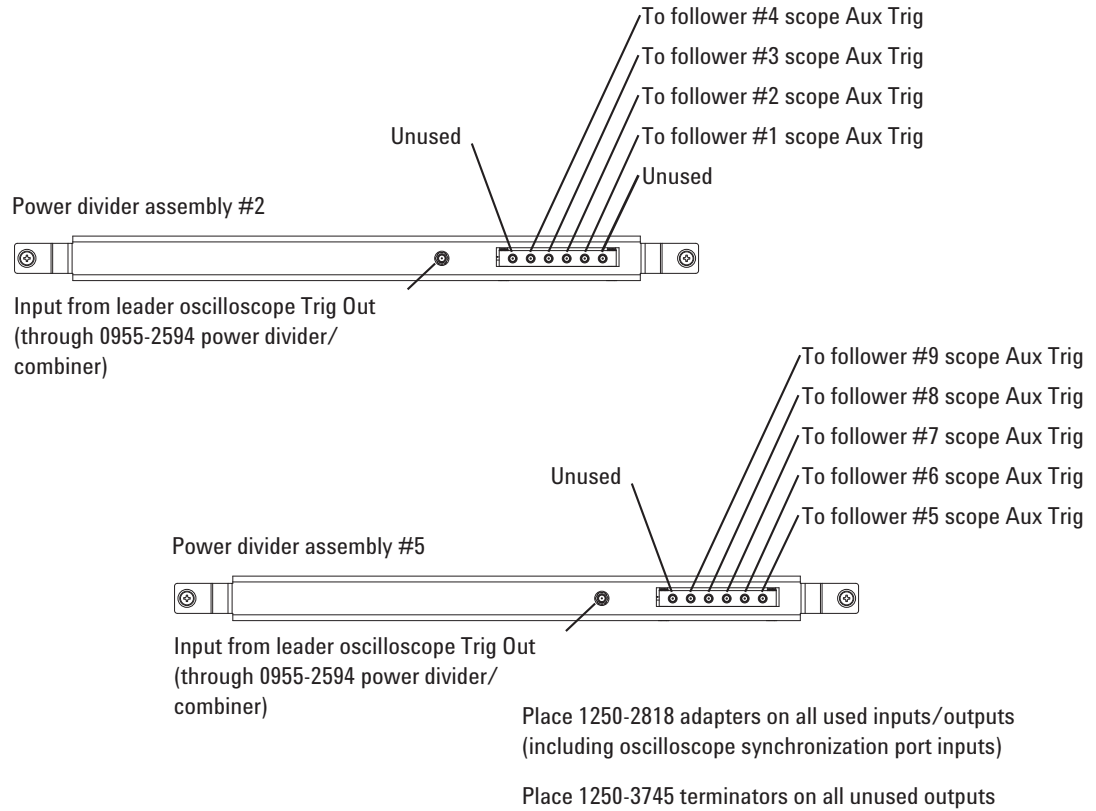 To follower #4 scope Aux Trig
To follower #3 scope Aux Trig
To follower #2 scope Aux Trig
Unused
To follower #1 scope Aux Trig
Unused
Power divider assembly #2
Input from leader oscilloscope Trig Out
(through 0955-2594 power divider/
combiner)
To follower #9 scope Aux Trig
To follower #8 scope Aux Trig
To follower #7 scope Aux Trig
Unused
To follower #6 scope Aux Trig
To follower #5 scope Aux Trig
Power divider assembly #5
Input from leader oscilloscope Trig Out
(through 0955-2594 power divider/
combiner)
Place 1250-2818 adapters on all used inputs/outputs
(including oscilloscope synchronization port inputs)
Place 1250-3745 terminators on all unused outputs